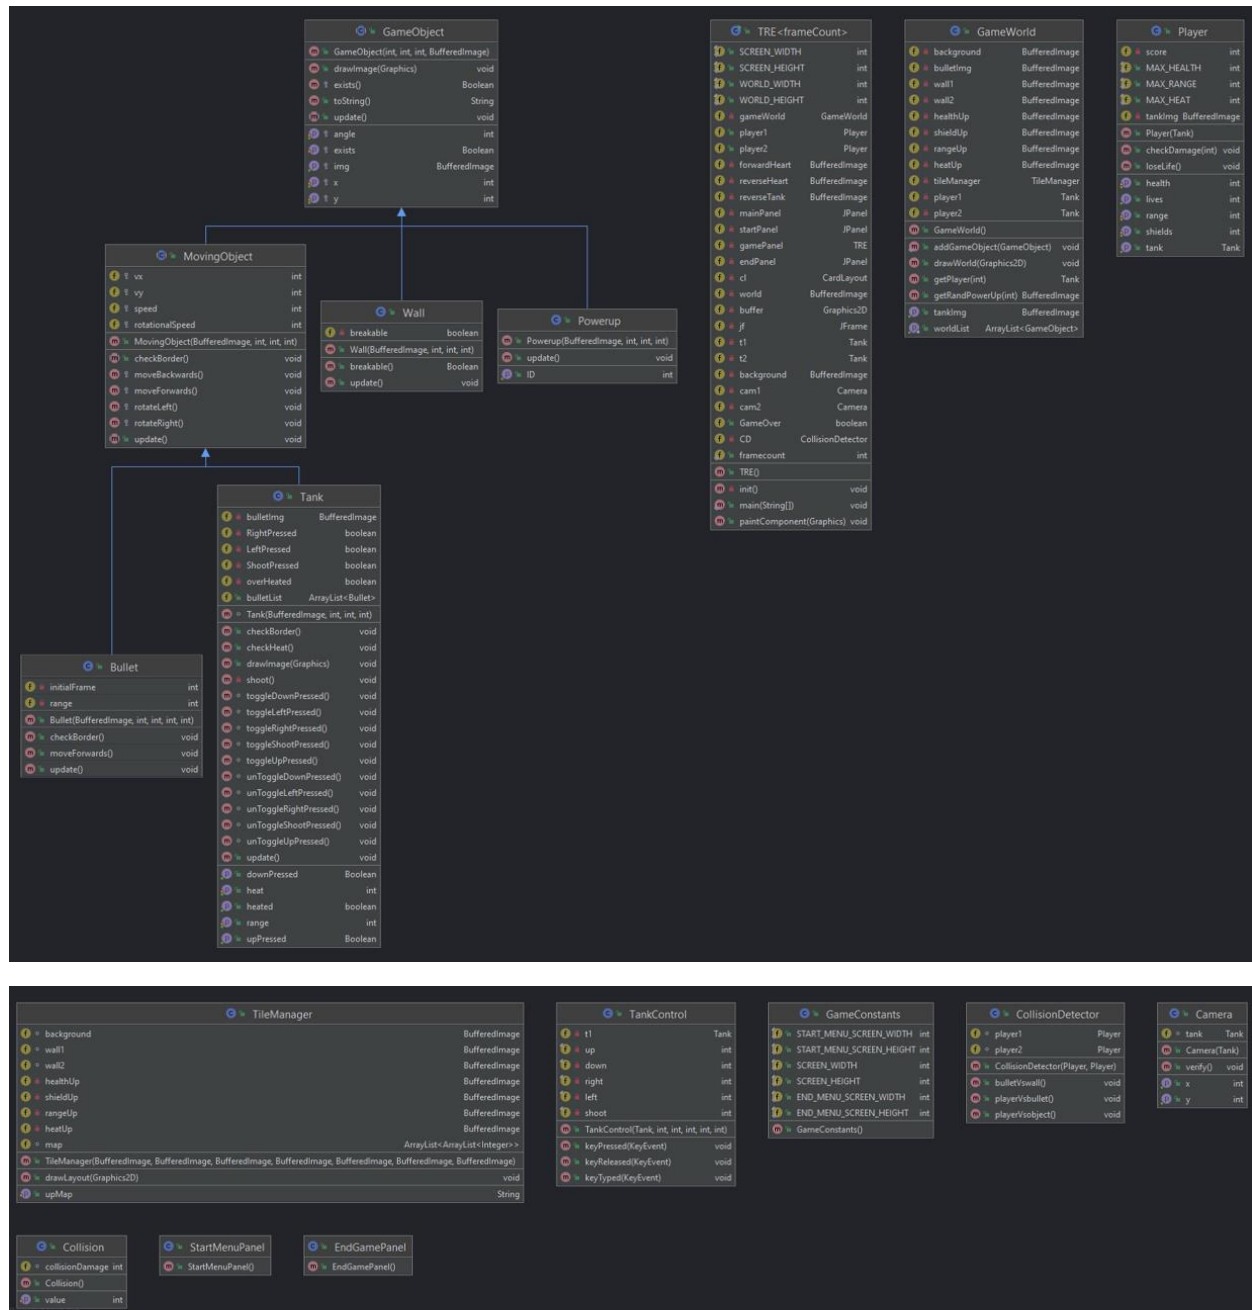 GameObject
GameObject(int, int, int, BufferedImage)
drawImage(Graphics) void
exists() Boolean
toString() String
update() void
angle int
exists Boolean
img BufferedImage
x int
y int
MovingObject
vx int
vy int
speed int
rotationalSpeed int
MovingObject(BufferedImage, int, int, int)
checkBorder() void
moveBackwards() void
moveForwards() void
rotateLeft() void
rotateRight() void
update() void
Wall
breakable boolean
Wall(BufferedImage, int, int, int)
breakable() Boolean
update() void
Powerup
Powerup(BufferedImage, int, int, int)
update() void
ID int
Bullet
initialFrame int
range int
Bullet(BufferedImage, int, int, int, int)
checkBorder() void
moveForwards() void
update() void
Tank
bulletImg BufferedImage
RightPressed boolean
LeftPressed boolean
ShootPressed boolean
overHeated boolean
bulletList ArrayList<Bullet>
Tank(BufferedImage, int, int, int)
checkBorder() void
checkHeat() void
drawImage(Graphics) void
shoot() void
toggleDownPressed() void
toggleLeftPressed() void
toggleRightPressed() void
toggleShootPressed() void
toggleUpPressed() void
unToggleDownPressed() void
unToggleLeftPressed() void
unToggleRightPressed() void
unToggleShootPressed() void
unToggleUpPressed() void
update() void
downPressed Boolean
heat int
heated boolean
range int
upPressed Boolean
TRE<frameCount>
SCREEN_WIDTH int
SCREEN_HEIGHT int
WORLD_WIDTH int
WORLD_HEIGHT int
gameWorld GameWorld
player1 Player
player2 Player
forwardHeart BufferedImage
reverseHeart BufferedImage
reverseTank BufferedImage
mainPanel JPanel
startPanel JPanel
gamePanel TRE
endPanel JPanel
cl CardLayout
world BufferedImage
buffer Graphics2D
jf JFrame
t1 Tank
t2 Tank
background BufferedImage
cam1 Camera
cam2 Camera
GameOver boolean
CD CollisionDetector
framecount int
TRE()
init() void
main(String[]) void
paintComponent(Graphics) void
GameWorld
background BufferedImage
bulletImg BufferedImage
wall1 BufferedImage
wall2 BufferedImage
healthUp BufferedImage
shieldUp BufferedImage
rangeUp BufferedImage
heatUp BufferedImage
tileManager TileManager
player1 Tank
player2 Tank
GameWorld()
addGameObject(GameObject) void
drawWorld(Graphics2D) void
getPlayer(int) Tank
getRandPowerUp(int) BufferedImage
tankImg BufferedImage
worldList ArrayList<GameObject>
Player
score int
MAX_HEALTH int
MAX_RANGE int
MAX_HEAT int
tankImg BufferedImage
Player(Tank)
checkDamage(int) void
loseLife() void
health int
lives int
range int
shields int
tank Tank
TileManager
background BufferedImage
wall1 BufferedImage
wall2 BufferedImage
healthUp BufferedImage
shieldUp BufferedImage
rangeUp BufferedImage
heatUp BufferedImage
map ArrayList<ArrayList<Integer>>
TileManager(BufferedImage, BufferedImage, BufferedImage, BufferedImage, BufferedImage, BufferedImage, BufferedImage)
drawLayout(Graphics2D) void
upMap String
TankControl
t1 Tank
up int
down int
right int
left int
shoot int
TankControl(Tank, int, int, int, int, int)
keyPressed(KeyEvent) void
keyReleased(KeyEvent) void
keyTyped(KeyEvent) void
GameConstants
START_MENU_SCREEN_WIDTH int
START_MENU_SCREEN_HEIGHT int
SCREEN_WIDTH int
SCREEN_HEIGHT int
END_MENU_SCREEN_WIDTH int
END_MENU_SCREEN_HEIGHT int
GameConstants()
CollisionDetector
player1 Player
player2 Player
CollisionDetector(Player, Player)
bulletVswall() void
playerVsbullet() void
playerVsobject() void
Camera
tank Tank
Camera(Tank)
verify() void
x int
y int
Collision
collisionDamage int
Collision()
value int
StartMenuPanel
StartMenuPanel()
EndGamePanel
EndGamePanel()